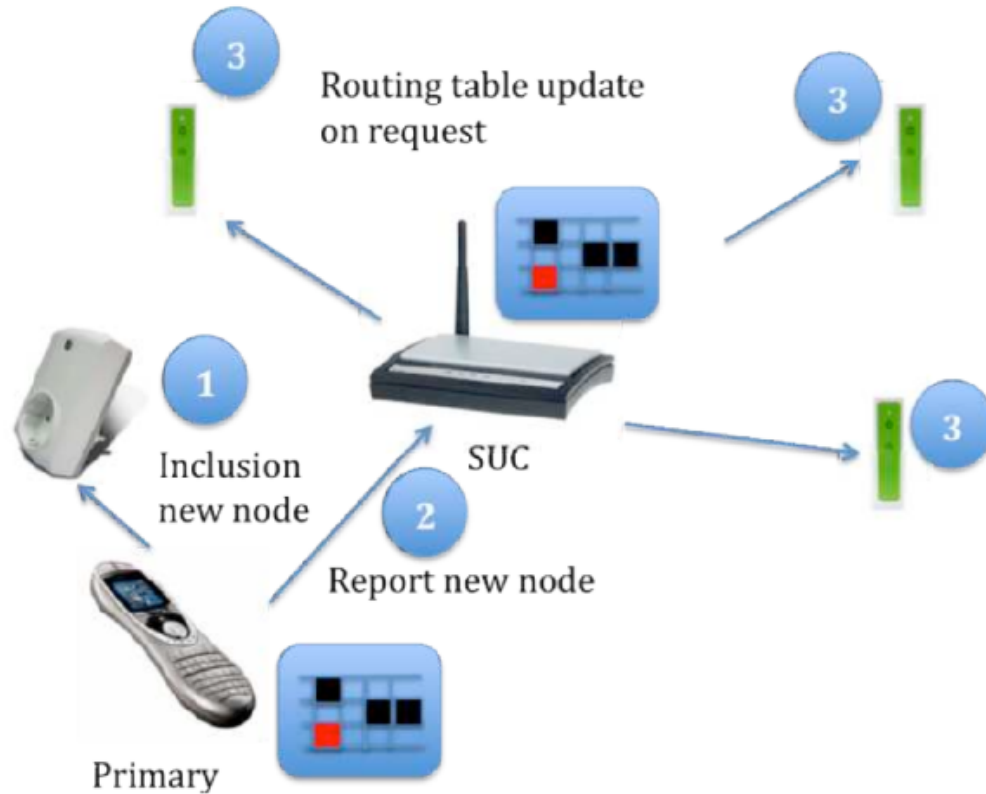 3
Routing table update
on request
3
1
Inclusion
new node
SUC
3
2
Report new node
Primary